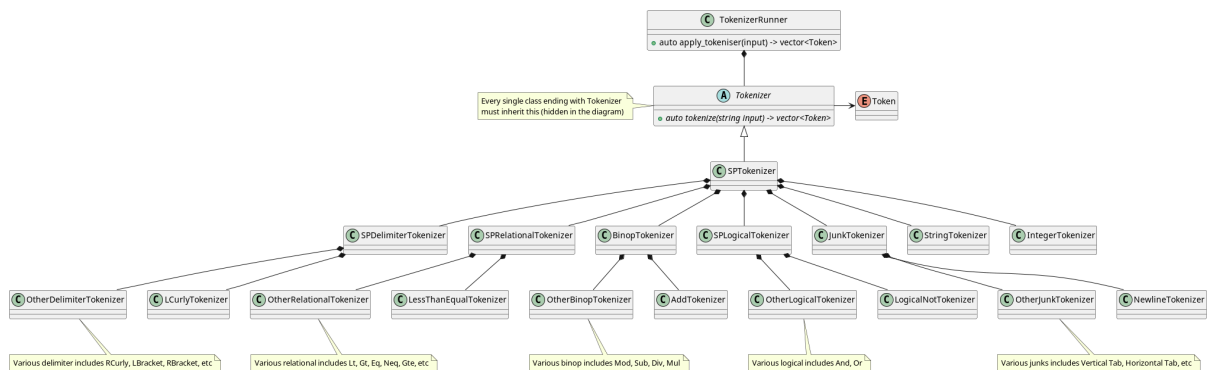 C TokenizerRunner
auto apply_tokeniser(input) -> vector<Token>
Every single class ending with Tokenizer
must inherit this (hidden in the diagram)
A Tokenizer
auto tokenize(string input) -> vector<Token>
E Token
C SPTokenizer
C SPDelimiterTokenizer
C SPRelationalTokenizer
C BinopTokenizer
C SPLogicalTokenizer
C JunkTokenizer
C StringTokenizer
C IntegerTokenizer
C OtherDelimiterTokenizer
C LCurlyTokenizer
C OtherRelationalTokenizer
C LessThanEqualTokenizer
C OtherBinopTokenizer
C AddTokenizer
C OtherLogicalTokenizer
C LogicalNotTokenizer
C OtherJunkTokenizer
C NewlineTokenizer
Various delimiter includes RCurly, LBracket, RBracket, etc
Various relational includes Lt, Gt, Eq, Neq, Gte, etc
Various binop includes Mod, Sub, Div, Mul
Various logical includes And, Or
Various junks includes Vertical Tab, Horizontal Tab, etc